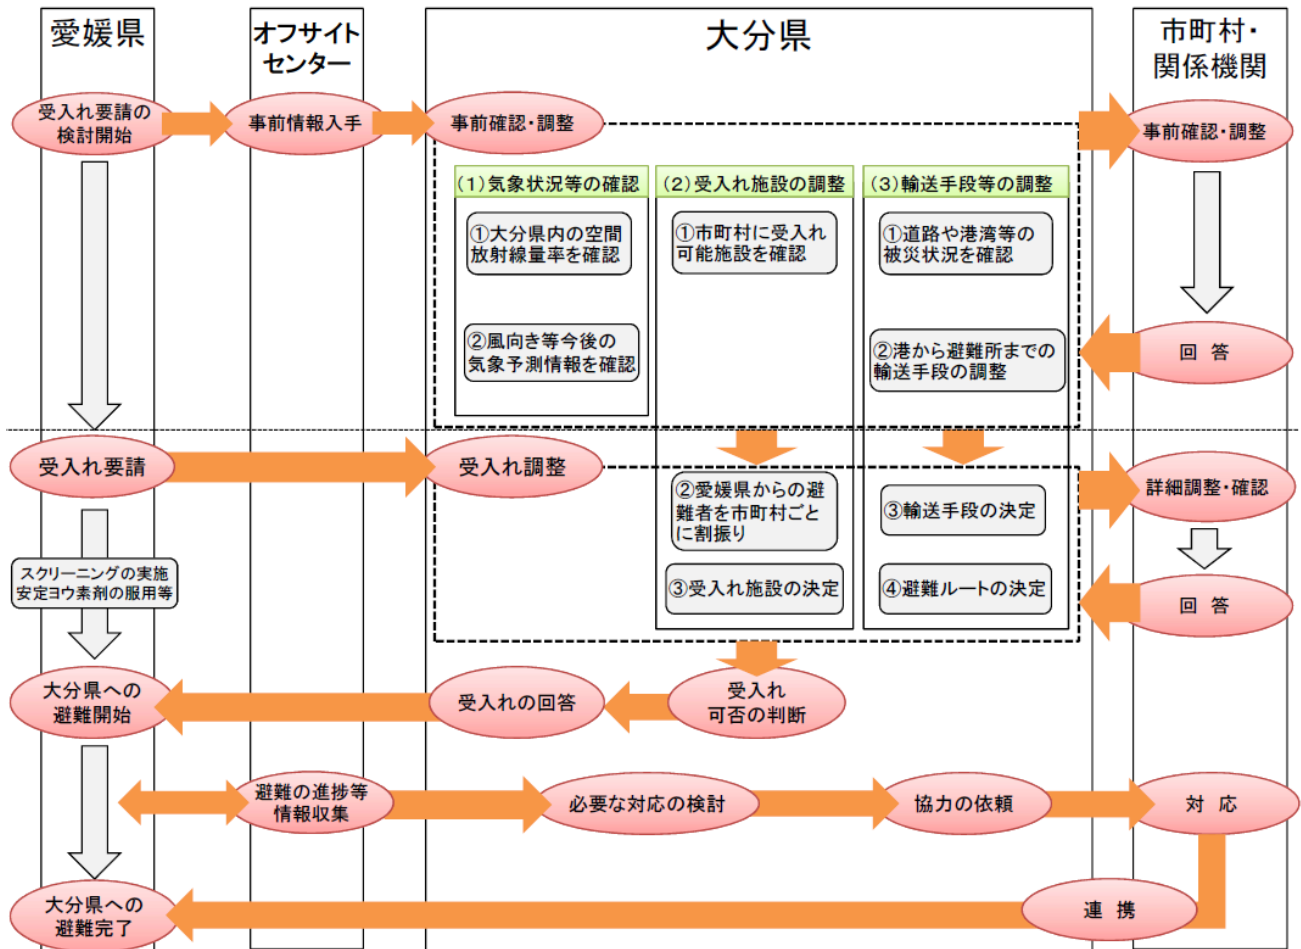 愛媛県
オフサイト
センター
大分県
市町村・
関係機関
受入れ要請の
検討開始
事前情報入手
事前確認・調整
事前確認・調整
(1)気象状況等の確認
(2)受入れ施設の調整
(3)輸送手段等の調整
①大分県内の空間
放射線量率を確認
①市町村に受入れ
可能施設を確認
①道路や港湾等の
被災状況を確認
②風向き等今後の
気象予測情報を確認
②港から避難所までの
輸送手段の調整
回 答
受入れ要請
受入れ調整
②愛媛県からの避
難者を市町村ごと
に割振り
③輸送手段の決定
詳細調整・確認
スクリーニングの実施
安定ヨウ素剤の服用等
③受入れ施設の決定
④避難ルートの決定
回 答
大分県への
避難開始
受入れの回答
受入れ
可否の判断
避難の進捗等
情報収集
必要な対応の検討
協力の依頼
対 応
大分県への
避難完了
連 携